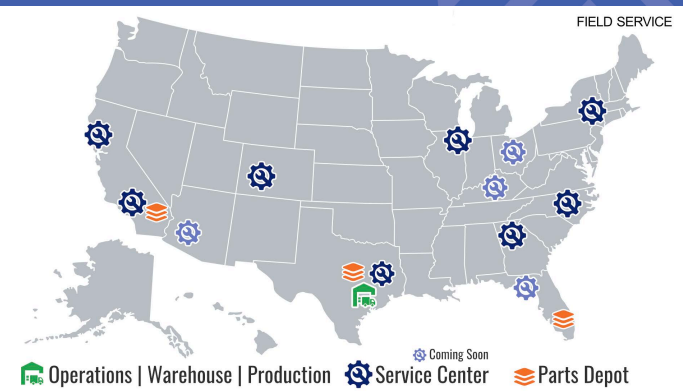 FIELD SERVICE
Coming Soon
Operations | Warehouse | Production Service Center Parts Depot